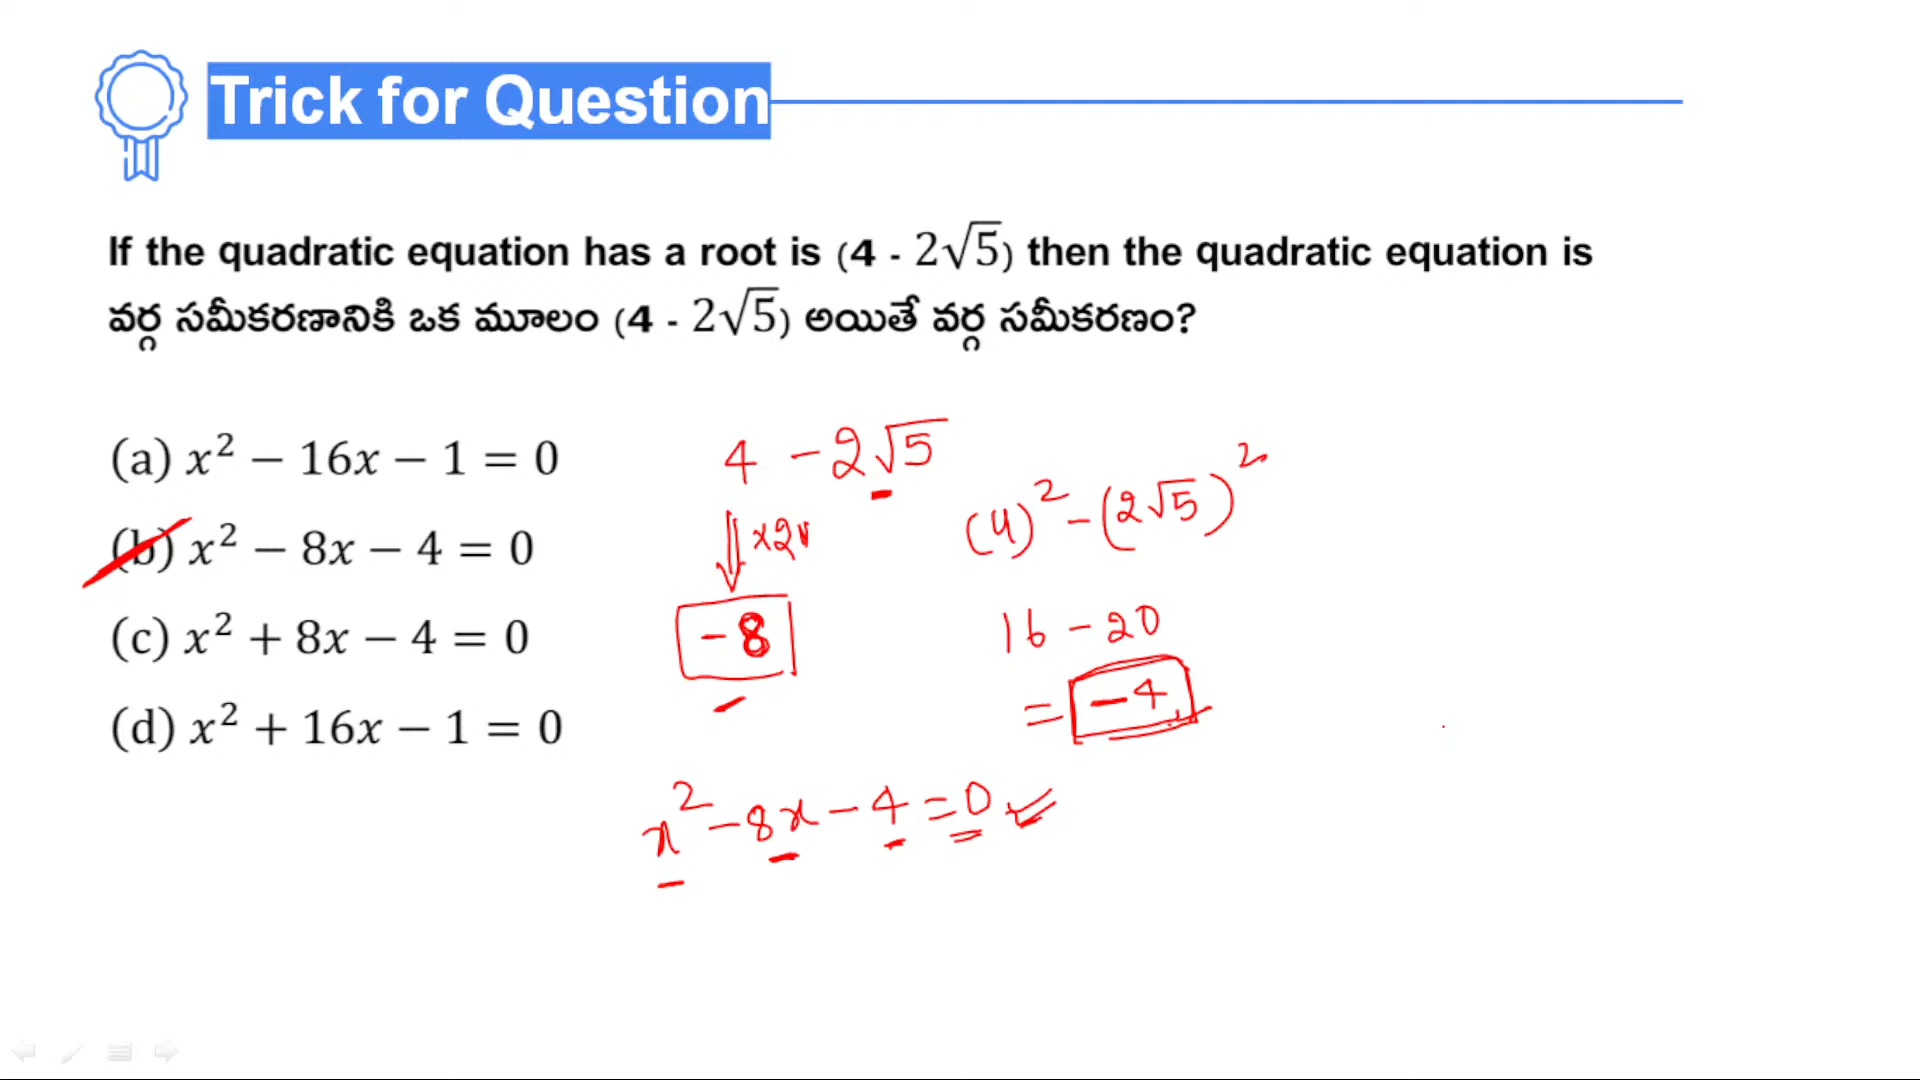 Trick for Question
If the quadratic equation has a root is (4 - 2√5) then the quadratic equation is
వర్గ సమీకరణానికి ఒక మూలం (4 - 2√5) అయితే వర్గ సమీకరణం?
(a) x² − 16x − 1 = 0
(b) x² − 8x − 4 = 0
(c) x² + 8x − 4 = 0
(d) x² + 16x − 1 = 0
4 − 2√5
×2
−8
(4)² − (2√5)²
16 − 20
= −4
x² − 8x − 4 = 0